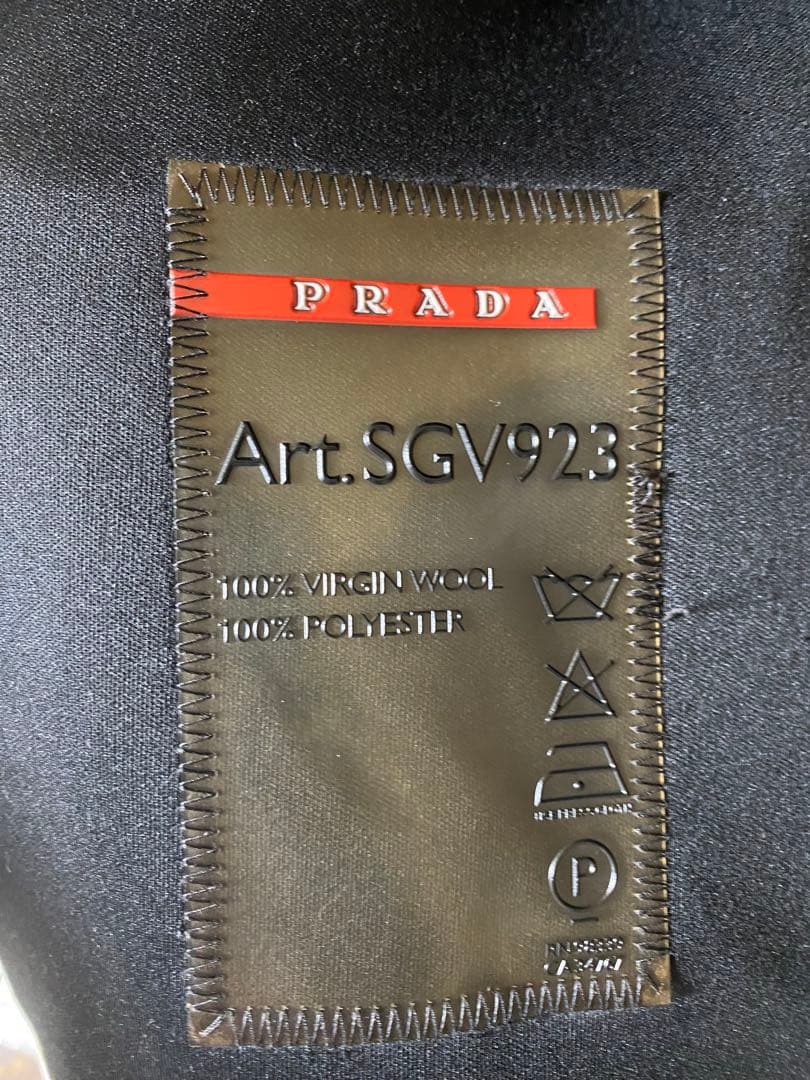 PRADA
Art.SGV923
100% VIRGIN WOOL
100% POLYESTER
P